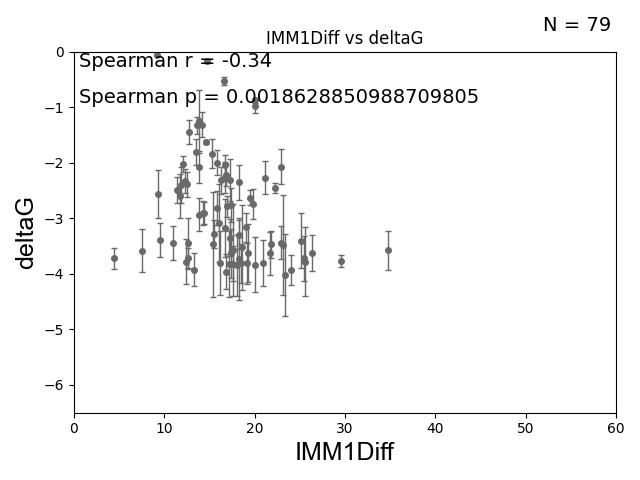 N = 79
IMM1Diff vs deltaG
Spearman r = -0.34
Spearman p = 0.0018628850988709805
0
−1
−2
−3
−4
−5
−6
deltaG
0 10 20 30 40 50 60
IMM1Diff